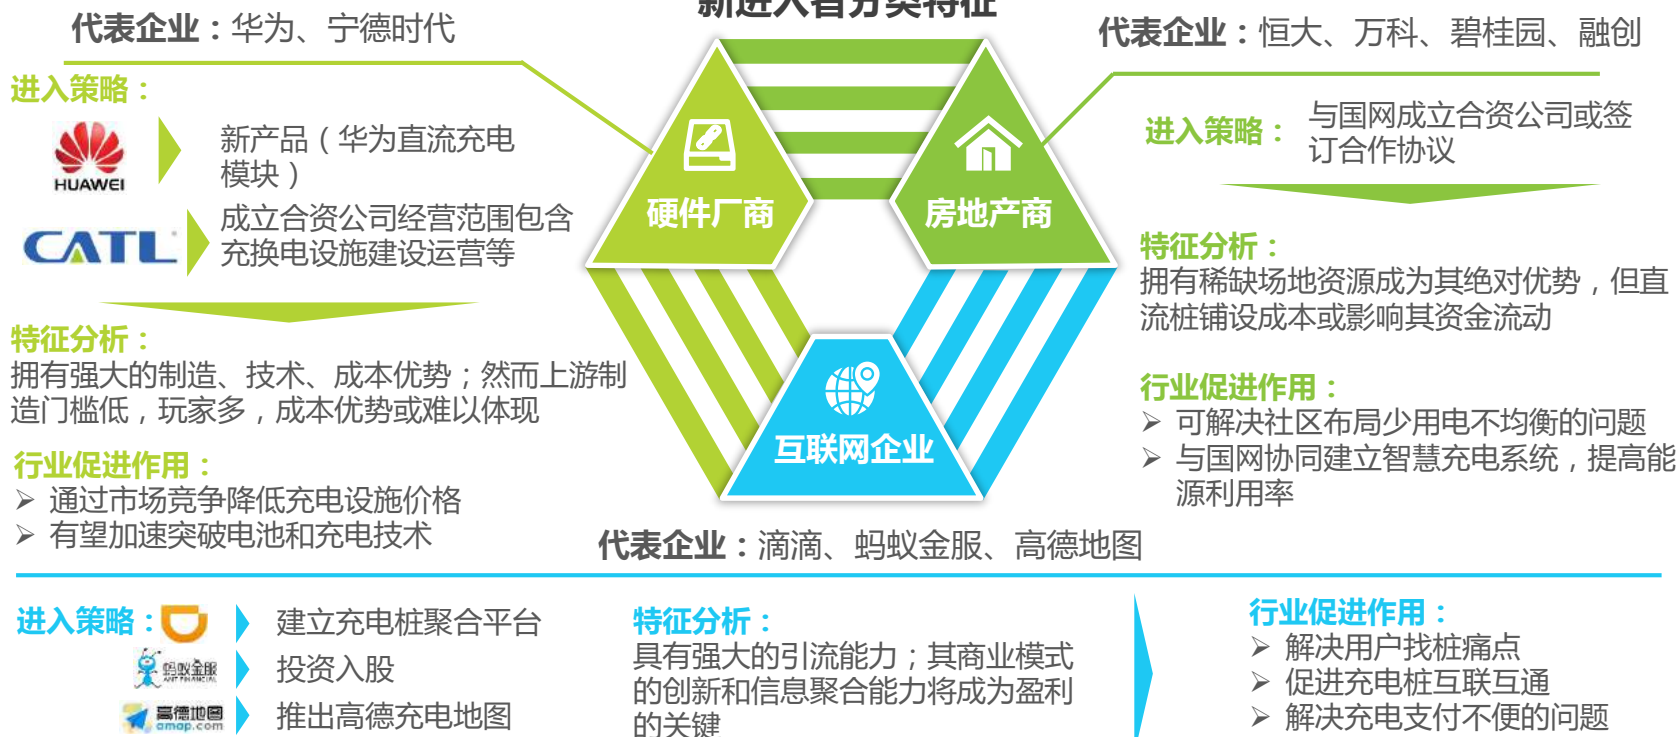 新进入者分类特征
代表企业：华为、宁德时代
进入策略：
HUAWEI
新产品（华为直流充电
模块）
CATL
成立合资公司经营范围包含
充换电设施建设运营等
特征分析：
拥有强大的制造、技术、成本优势；然而上游制
造门槛低，玩家多，成本优势或难以体现
行业促进作用：
➢ 通过市场竞争降低充电设施价格
➢ 有望加速突破电池和充电技术
硬件厂商
房地产商
互联网企业
代表企业：恒大、万科、碧桂园、融创
进入策略：
与国网成立合资公司或签
订合作协议
特征分析：
拥有稀缺场地资源成为其绝对优势，但直
流桩铺设成本或影响其资金流动
行业促进作用：
➢ 可解决社区布局少用电不均衡的问题
➢ 与国网协同建立智慧充电系统，提高能
源利用率
代表企业：滴滴、蚂蚁金服、高德地图
进入策略：
建立充电桩聚合平台
蚂蚁金服
ANT FINANCIAL
投资入股
高德地图
amap.com
推出高德充电地图
特征分析：
具有强大的引流能力；其商业模式
的创新和信息聚合能力将成为盈利
的关键
行业促进作用：
➢ 解决用户找桩痛点
➢ 促进充电桩互联互通
➢ 解决充电支付不便的问题